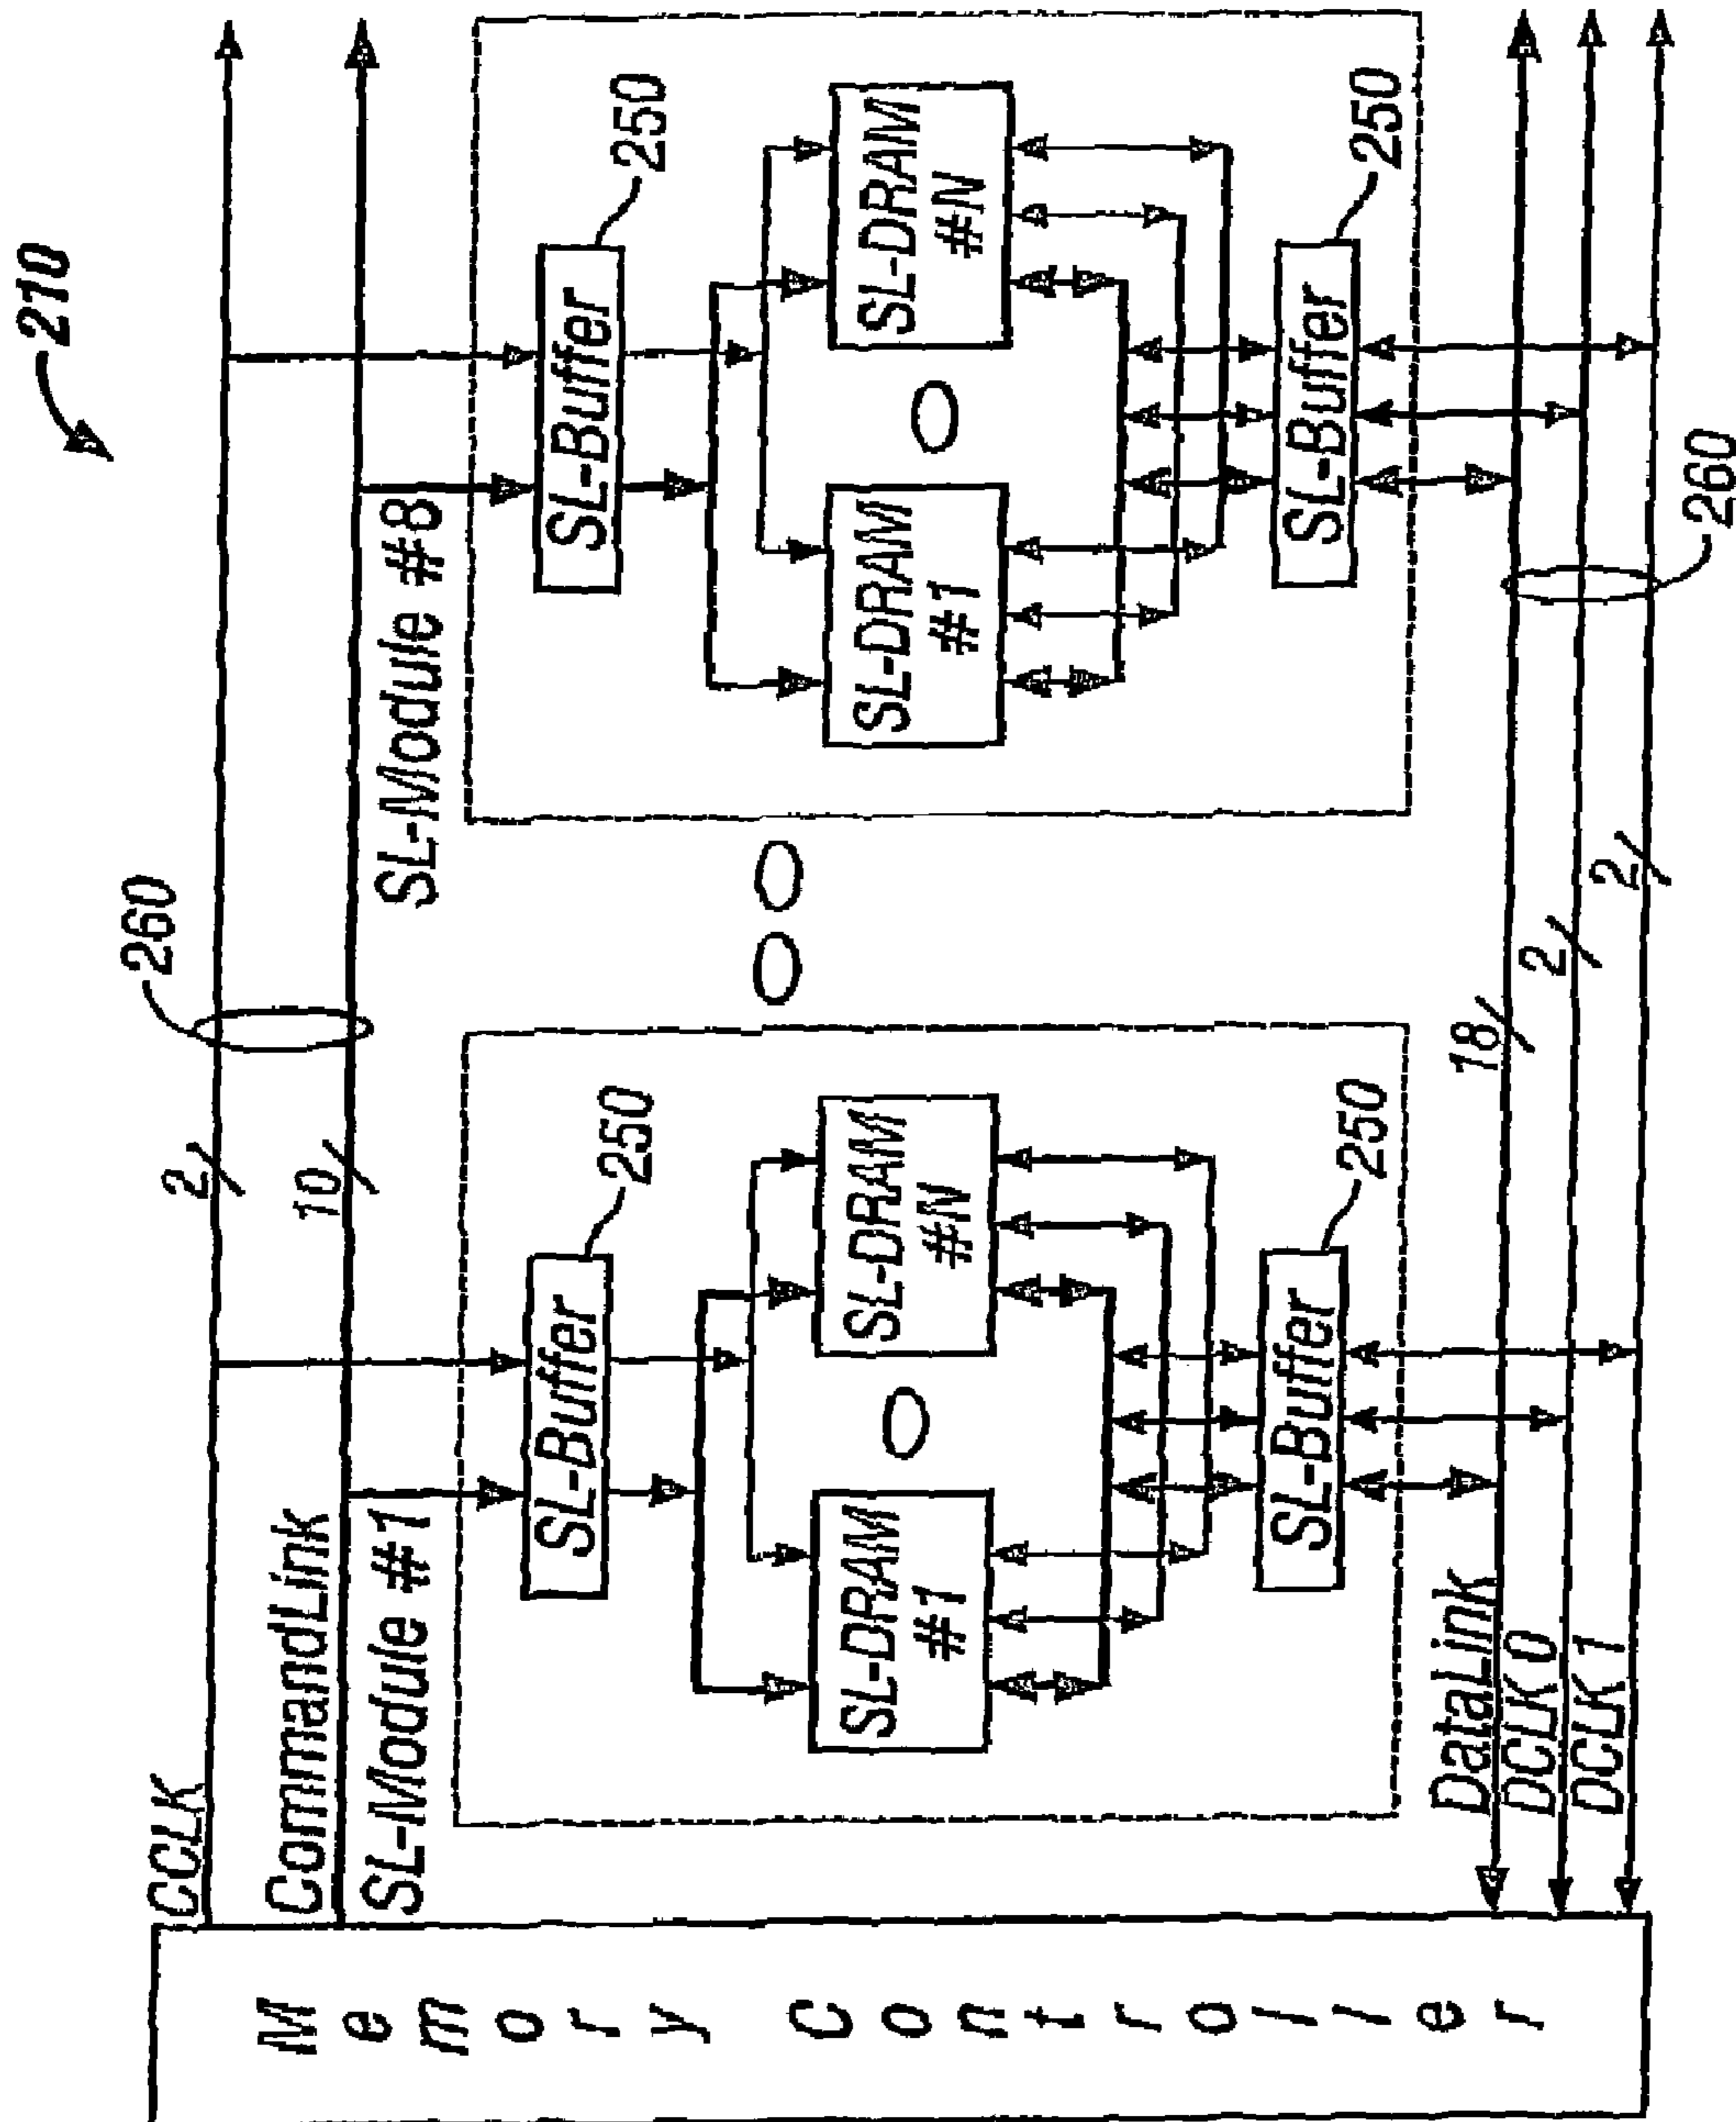 210
CCLK
2
260
CommandLink
10
SL-Module #1
SL-Module #8
SL-Buffer
250
SL-Buffer
250
SL-DRAM
#1
SL-DRAM
#N
SL-DRAM
#1
SL-DRAM
#N
SL-Buffer
250
SL-Buffer
250
DataLink
18
DCLK 0
2
DCLK 1
2
260
Memory Controller